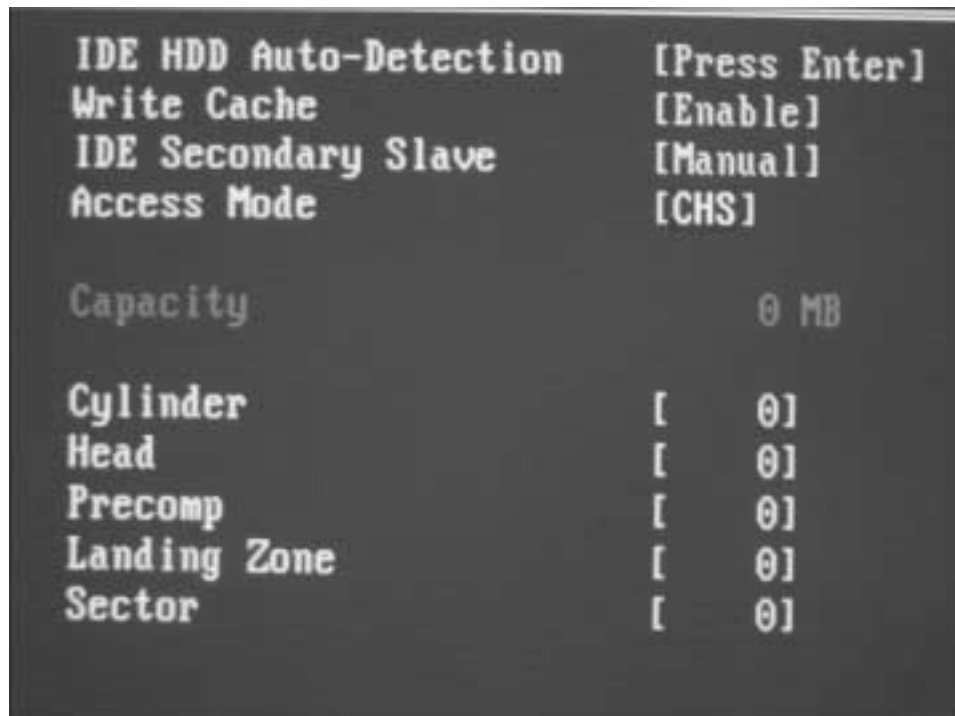 IDE HDD Auto-Detection [Press Enter]
Write Cache [Enable]
IDE Secondary Slave [Manual]
Access Mode [CHS]
Capacity 0 MB
Cylinder [ 0]
Head [ 0]
Precomp [ 0]
Landing Zone [ 0]
Sector [ 0]